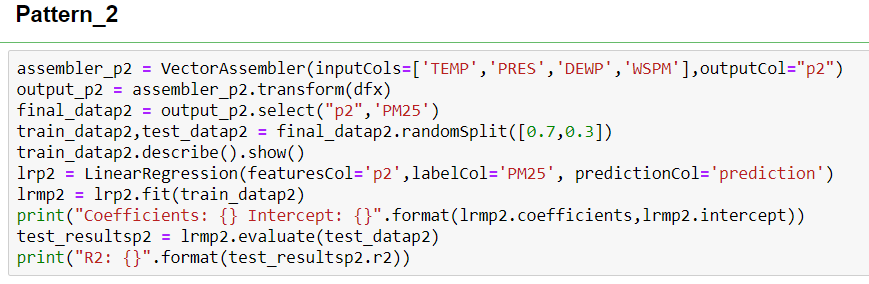 Pattern_2
assembler_p2 = VectorAssembler(inputCols=['TEMP','PRES','DEWP','WSPM'],outputCol="p2")
output_p2 = assembler_p2.transform(dfx)
final_datap2 = output_p2.select("p2",'PM25')
train_datap2,test_datap2 = final_datap2.randomSplit([0.7,0.3])
train_datap2.describe().show()
lrp2 = LinearRegression(featuresCol='p2',labelCol='PM25', predictionCol='prediction')
lrmp2 = lrp2.fit(train_datap2)
print("Coefficients: {} Intercept: {}".format(lrmp2.coefficients,lrmp2.intercept))
test_resultsp2 = lrmp2.evaluate(test_datap2)
print("R2: {}".format(test_resultsp2.r2))